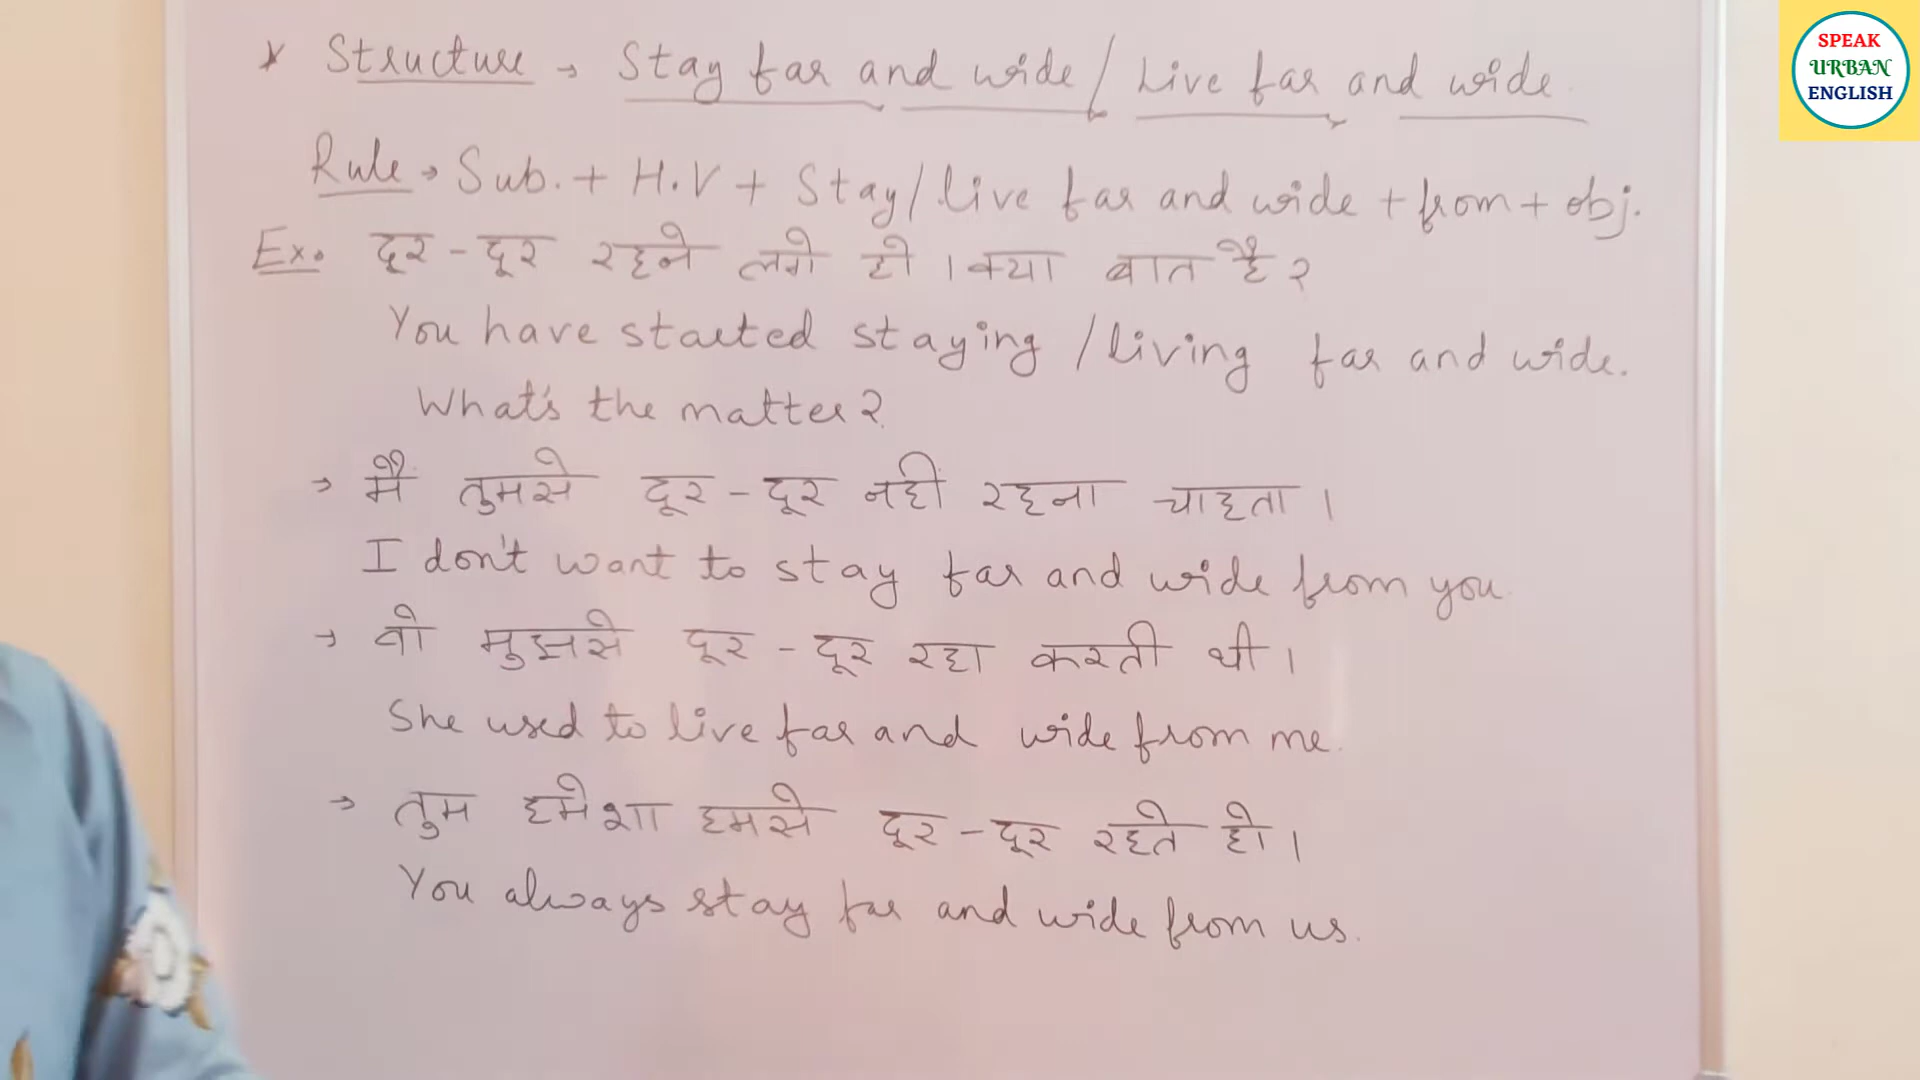 * Structure → Stay far and wide / Live far and wide
SPEAK
URBAN
ENGLISH
Rule → Sub. + H.V + Stay/live far and wide + from + obj.
Ex. दूर-दूर रहने लगे हो । क्या बात है ?
You have started staying / living far and wide.
What's the matter ?
→ मैं तुमसे दूर-दूर नहीं रहना चाहता ।
I don't want to stay far and wide from you.
→ वो मुझसे दूर-दूर रहा करती थी ।
She used to live far and wide from me.
→ तुम हमेशा हमसे दूर-दूर रहते हो ।
You always stay far and wide from us.